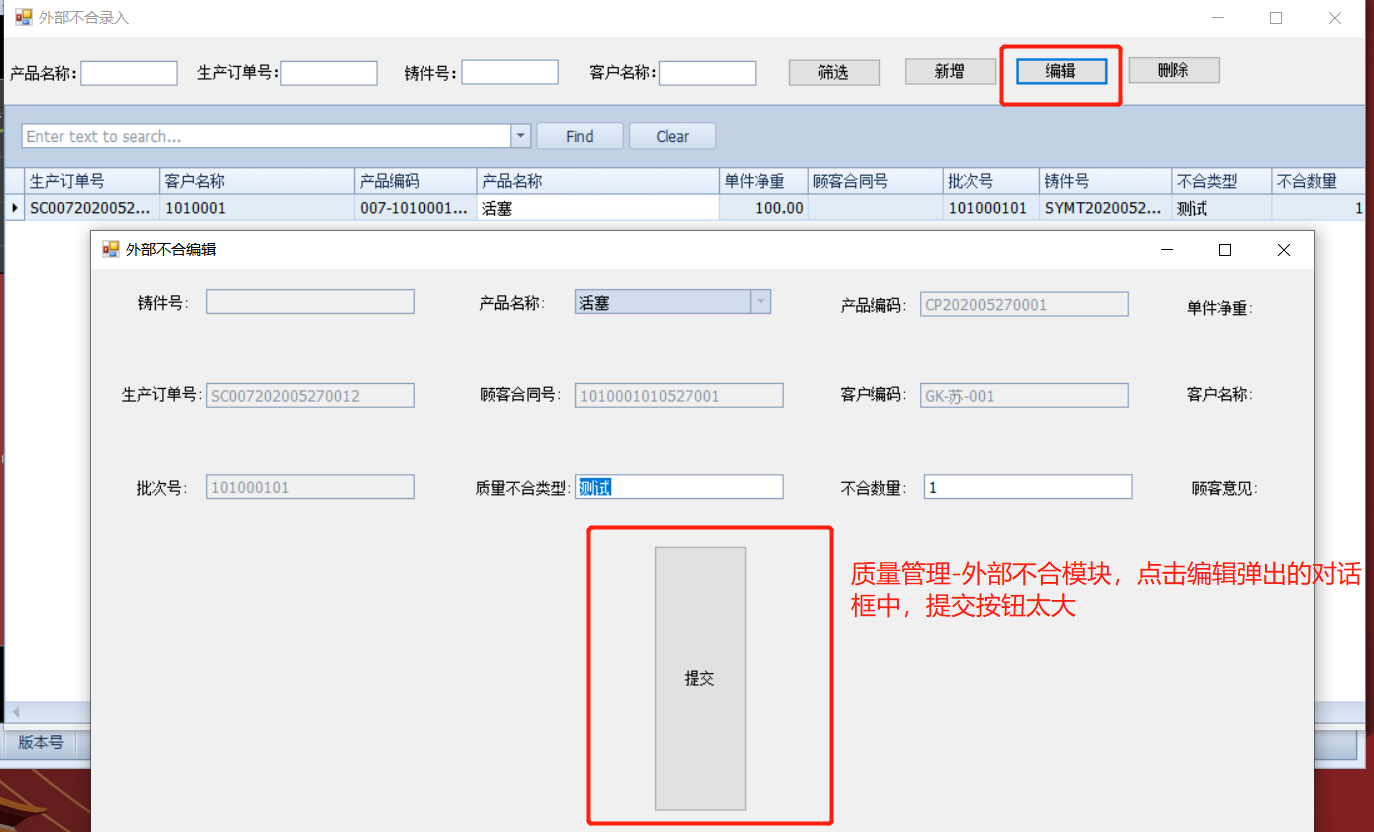 外部不合录入
产品名称: 生产订单号: 铸件号: 客户名称: 筛选 新增 编辑 删除
Enter text to search... Find Clear
生产订单号 客户名称 产品编码 产品名称 单件净重 顾客合同号 批次号 铸件号 不合类型 不合数量
SC0072020052... 1010001 007-1010001... 活塞 100.00 101000101 SYMT2020052... 测试 1
外部不合编辑
铸件号: 产品名称: 活塞 产品编码: CP202005270001 单件净重:
生产订单号: SC007202005270012 顾客合同号: 1010001010527001 客户编码: GK-苏-001 客户名称:
批次号: 101000101 质量不合类型: 测试 不合数量: 1 顾客意见:
质量管理-外部不合模块，点击编辑弹出的对话
框中，提交按钮太大
提交
版本号